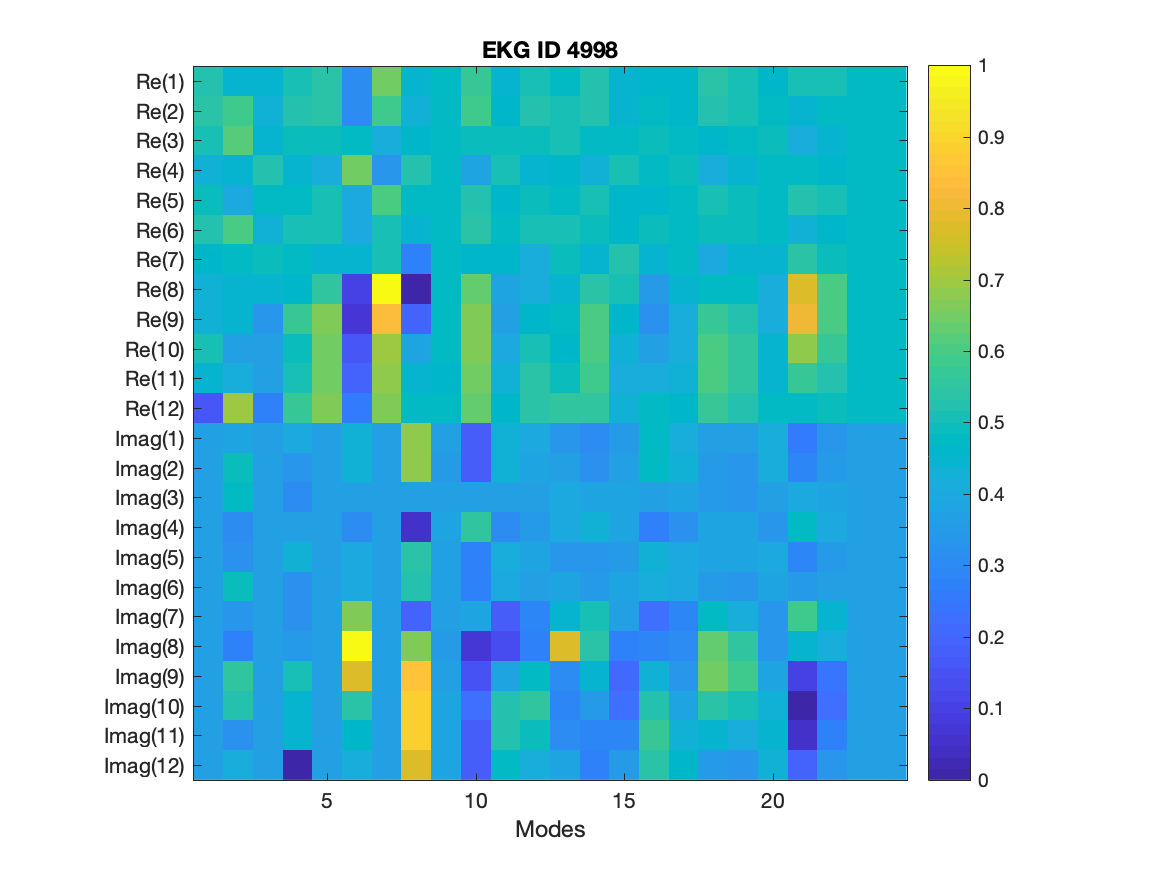 EKG ID 4998
Re(1)
Re(2)
Re(3)
Re(4)
Re(5)
Re(6)
Re(7)
Re(8)
Re(9)
Re(10)
Re(11)
Re(12)
Imag(1)
Imag(2)
Imag(3)
Imag(4)
Imag(5)
Imag(6)
Imag(7)
Imag(8)
Imag(9)
Imag(10)
Imag(11)
Imag(12)
5 10 15 20
Modes
1
0.9
0.8
0.7
0.6
0.5
0.4
0.3
0.2
0.1
0